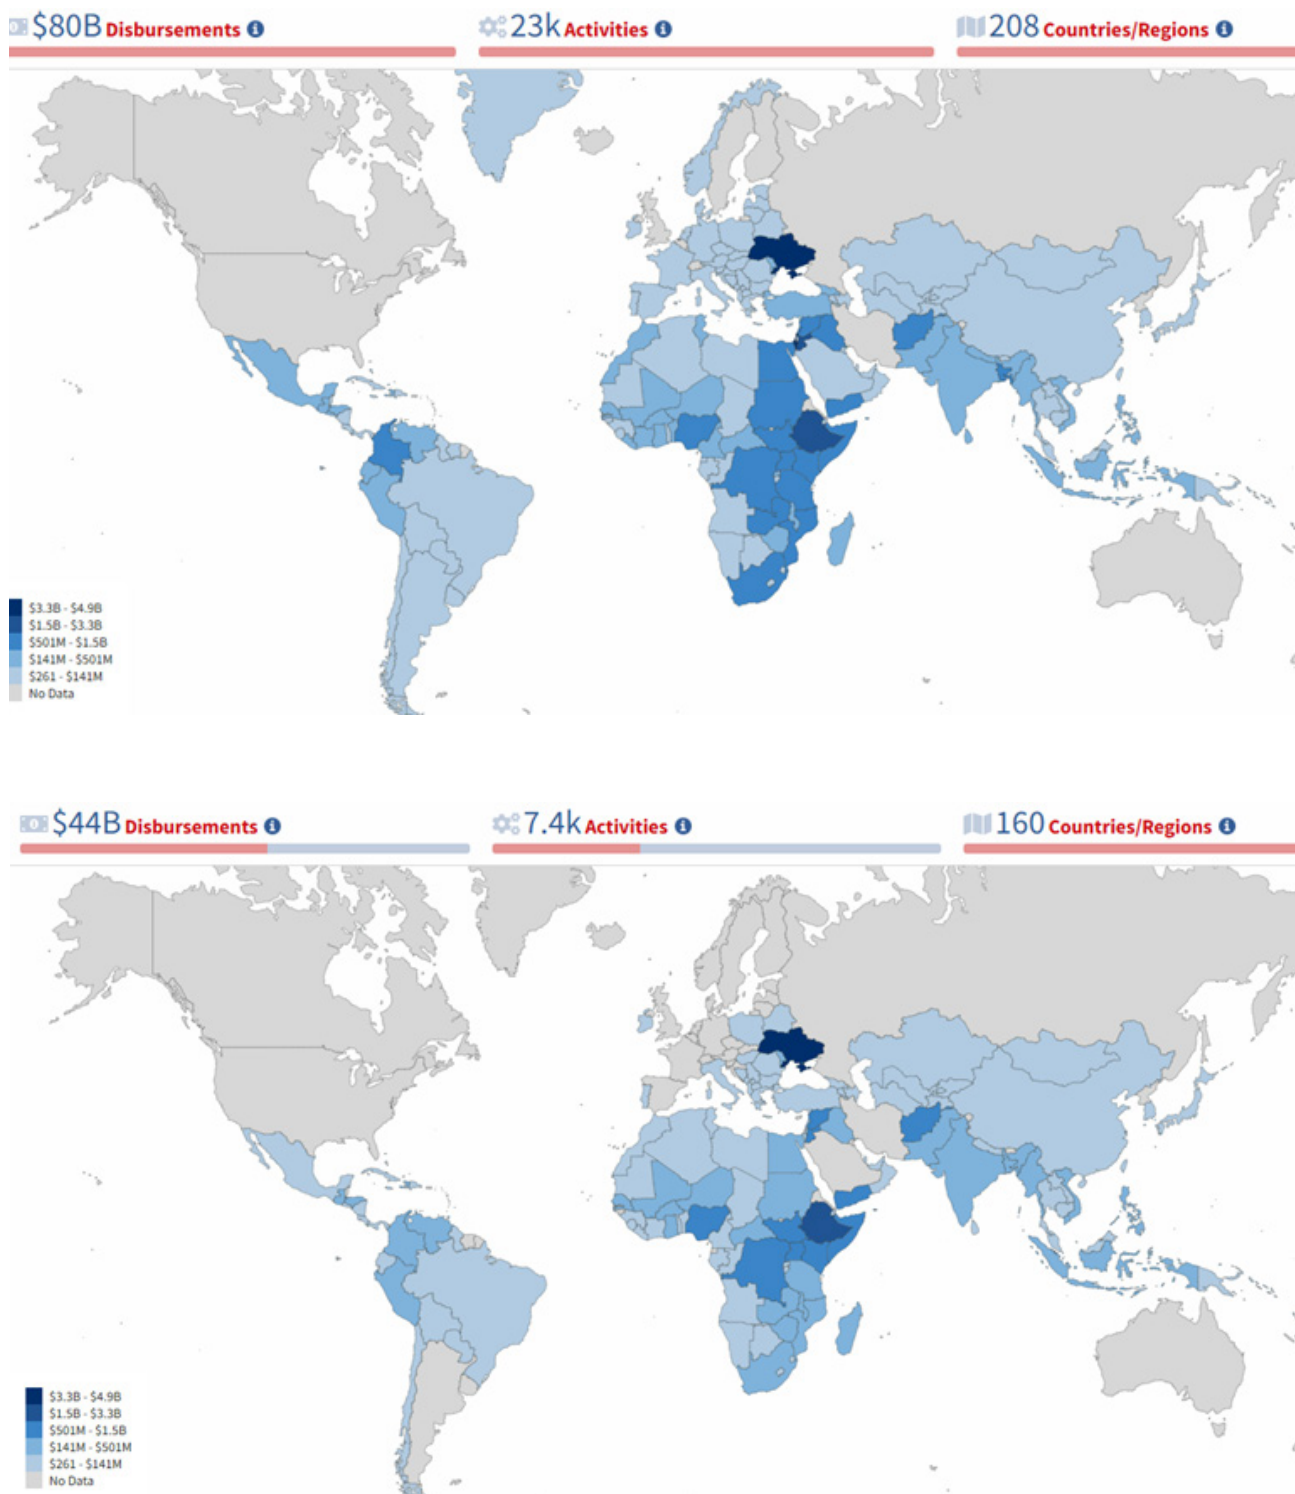 $80B Disbursements
23k Activities
208 Countries/Regions
$3.3B - $4.9B
$1.5B - $3.3B
$501M - $1.5B
$141M - $501M
$261 - $141M
No Data
$44B Disbursements
7.4k Activities
160 Countries/Regions
$3.3B - $4.9B
$1.5B - $3.3B
$501M - $1.5B
$141M - $501M
$261 - $141M
No Data